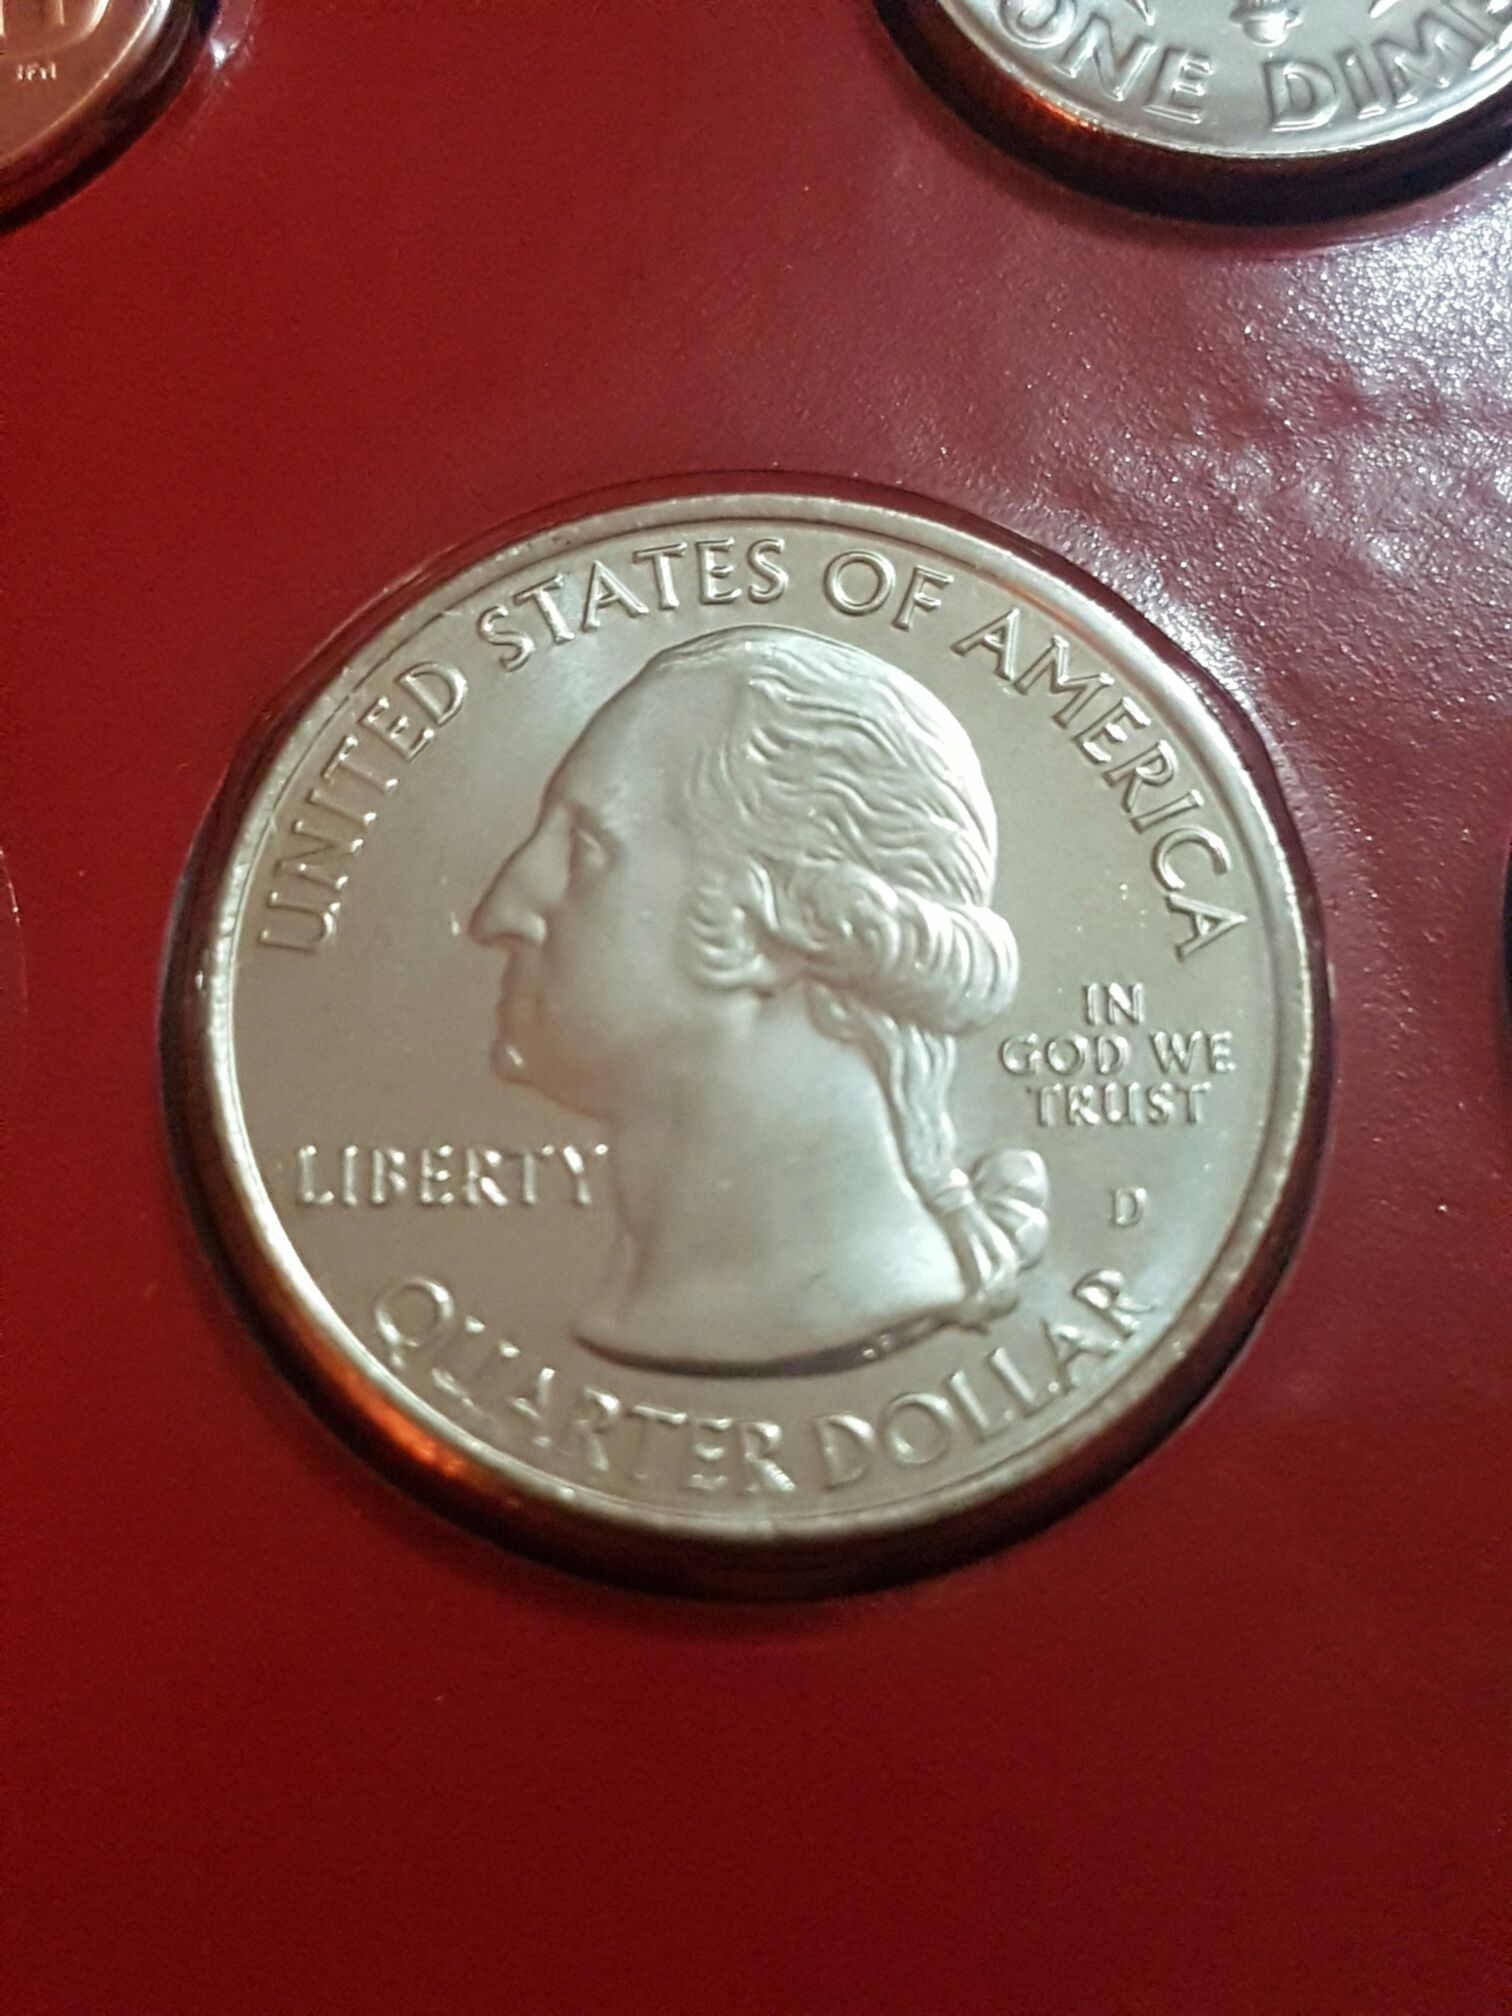 ONE DIME
UNITED STATES OF AMERICA
IN
GOD WE
TRUST
LIBERTY
D
QUARTER DOLLAR